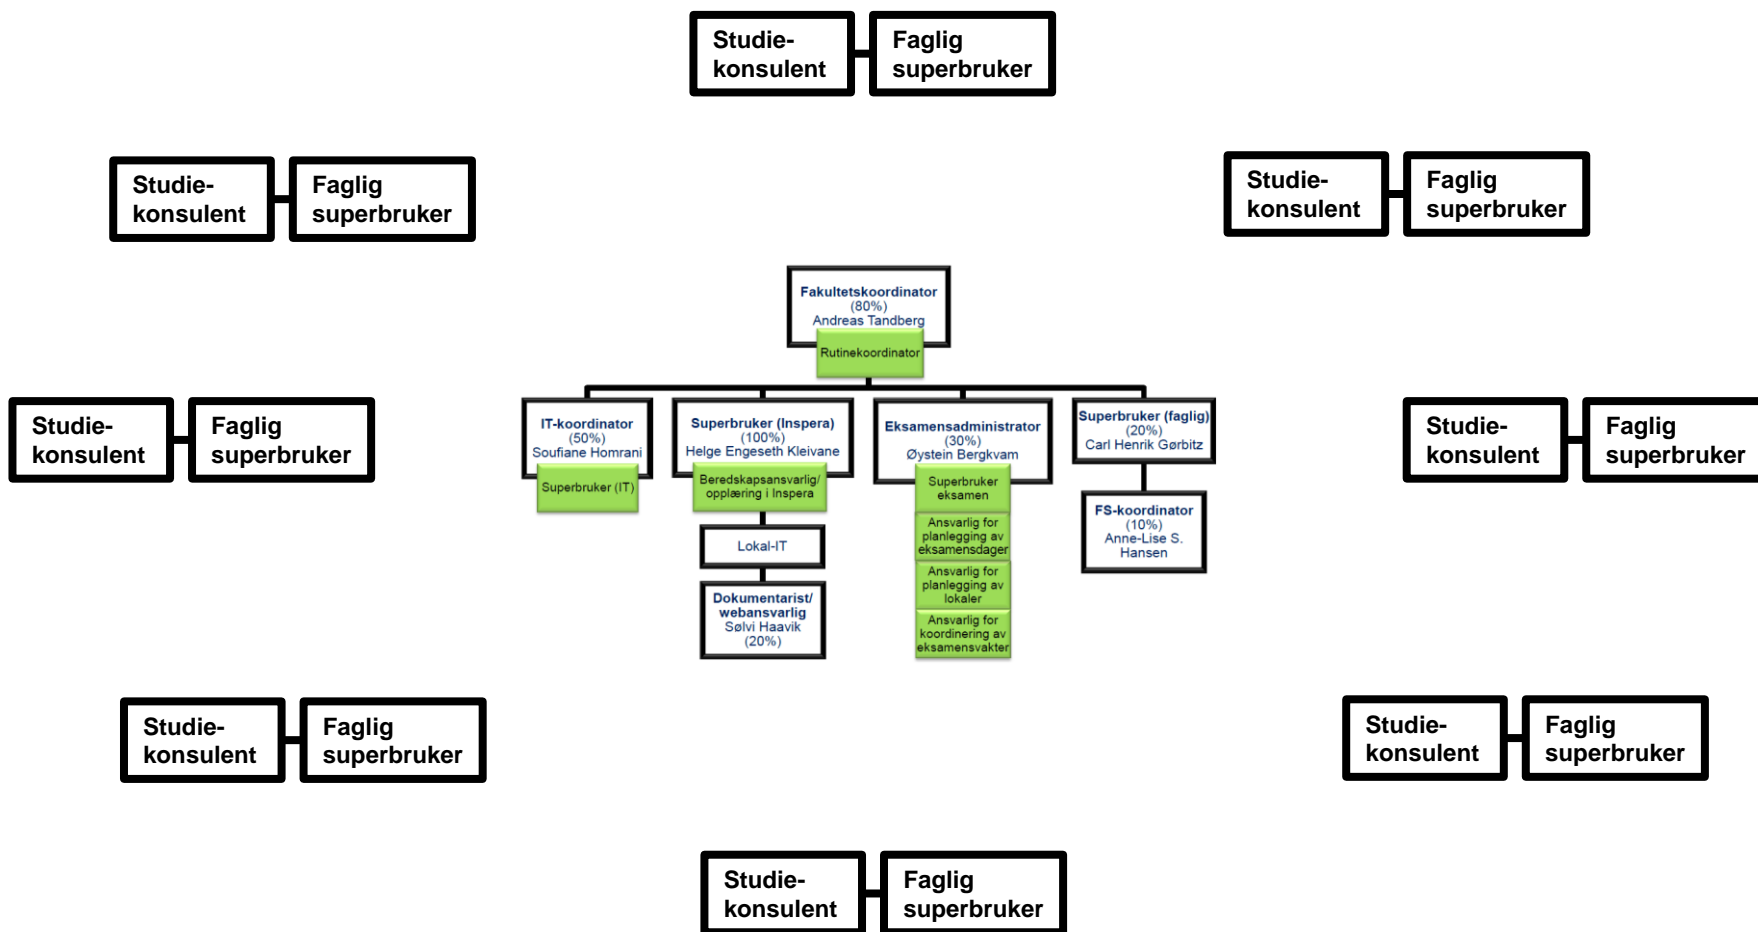 Studie-
konsulent
Faglig
superbruker
Studie-
konsulent
Faglig
superbruker
Studie-
konsulent
Faglig
superbruker
Fakultetskoordinator
(80%)
Andreas Tandberg
Rutinekoordinator
Studie-
konsulent
Faglig
superbruker
IT-koordinator
(50%)
Soufiane Homrani
Superbruker (IT)
Superbruker (Inspera)
(100%)
Helge Engeseth Kleivane
Beredskapsansvarlig/
opplæring i Inspera
Lokal-IT
Dokumentarist/
webansvarlig
Sølvi Haavik
(20%)
Eksamensadministrator
(30%)
Øystein Bergkvam
Superbruker
eksamen
Ansvarlig for
planlegging av
eksamensdager
Ansvarlig for
planlegging av
lokaler
Ansvarlig for
koordinering av
eksamensvakter
Superbruker (faglig)
(20%)
Carl Henrik Gørbitz
FS-koordinator
(10%)
Anne-Lise S.
Hansen
Studie-
konsulent
Faglig
superbruker
Studie-
konsulent
Faglig
superbruker
Studie-
konsulent
Faglig
superbruker
Studie-
konsulent
Faglig
superbruker